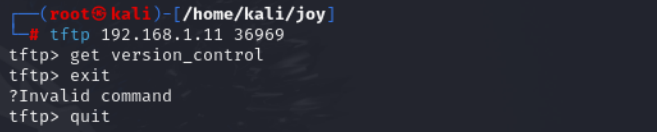 ┌──(root㉿kali)-[/home/kali/joy]
└─# tftp 192.168.1.11 36969
tftp> get version_control
tftp> exit
?Invalid command
tftp> quit